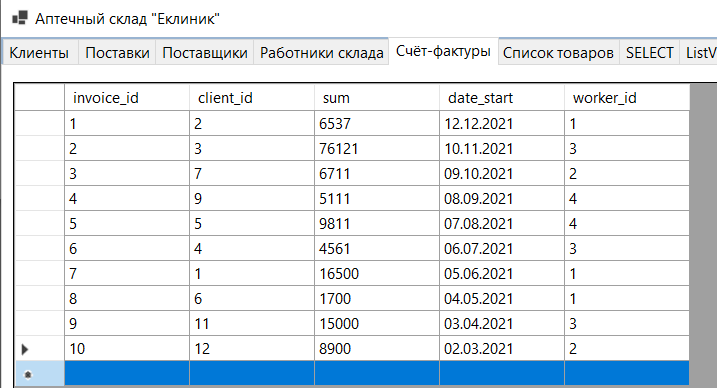 Аптечный склад "Еклиник"
Клиенты Поставки Поставщики Работники склада Счёт-фактуры Список товаров SELECT ListV
invoice_id client_id sum date_start worker_id
1 2 6537 12.12.2021 1
2 3 76121 10.11.2021 3
3 7 6711 09.10.2021 2
4 9 5111 08.09.2021 4
5 5 9811 07.08.2021 4
6 4 4561 06.07.2021 3
7 1 16500 05.06.2021 1
8 6 1700 04.05.2021 1
9 11 15000 03.04.2021 3
10 12 8900 02.03.2021 2